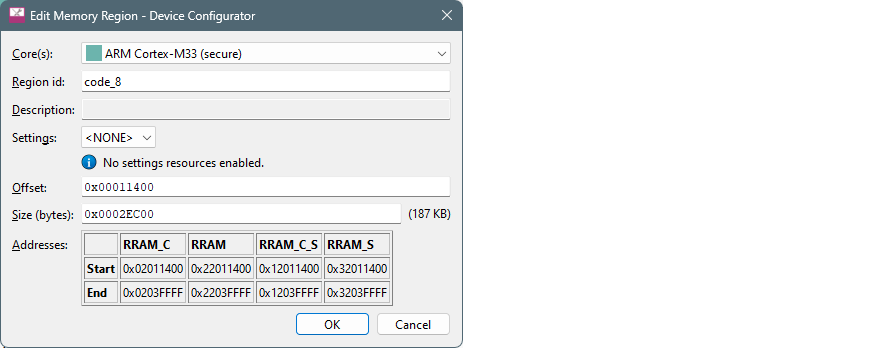 Edit Memory Region - Device Configurator
Core(s): ARM Cortex-M33 (secure)
Region id: code_8
Description:
Settings: <NONE>
No settings resources enabled.
Offset: 0x00011400
Size (bytes): 0x0002EC00 (187 KB)
Addresses: RRAM_C RRAM RRAM_C_S RRAM_S
Start 0x02011400 0x22011400 0x12011400 0x32011400
End 0x0203FFFF 0x2203FFFF 0x1203FFFF 0x3203FFFF
OK Cancel